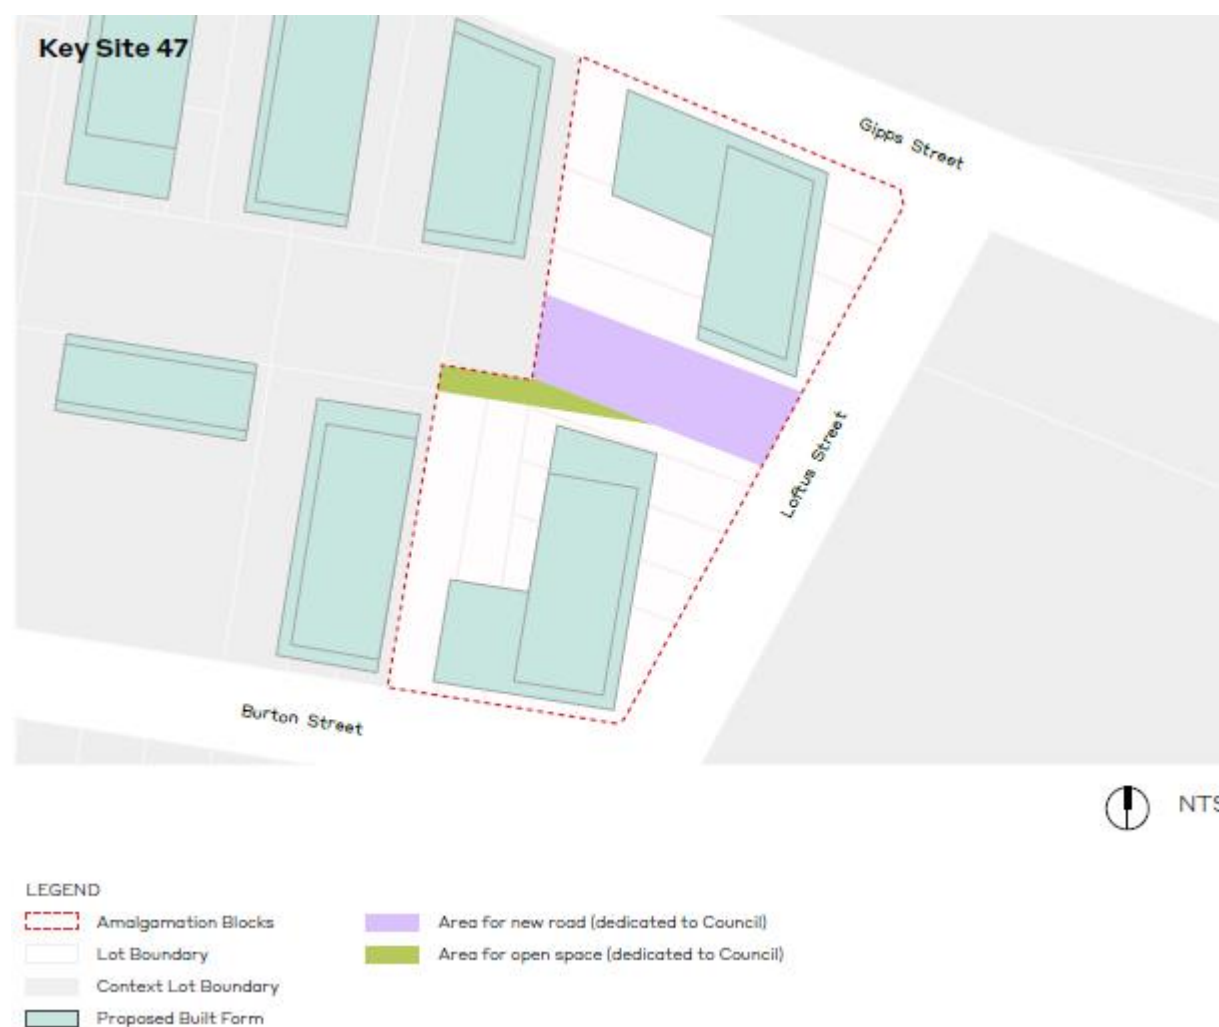 Key Site 47
Gipps Street
Loftus Street
Burton Street
NTS
LEGEND
Amalgamation Blocks
Lot Boundary
Context Lot Boundary
Proposed Built Form
Area for new road (dedicated to Council)
Area for open space (dedicated to Council)